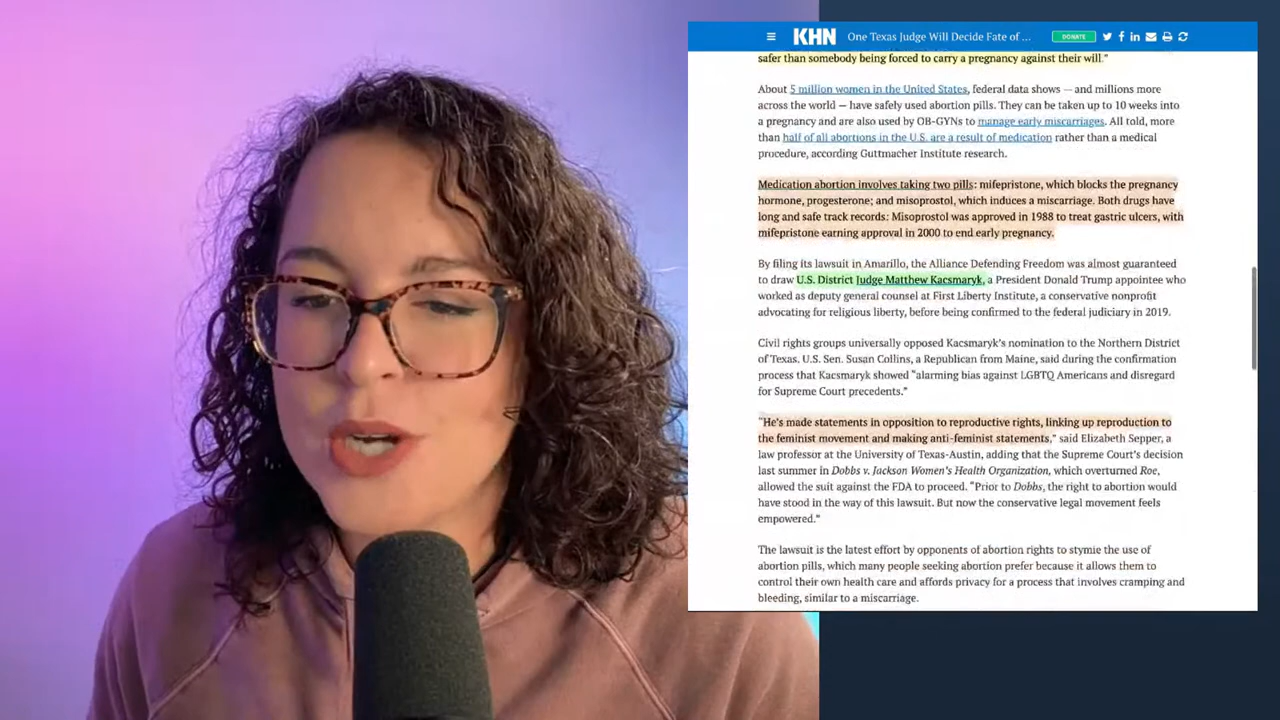 KHN One Texas Judge Will Decide Fate of ... DONATE
safer than somebody being forced to carry a pregnancy against their will."
About 5 million women in the United States, federal data shows — and millions more
across the world — have safely used abortion pills. They can be taken up to 10 weeks into
a pregnancy and are also used by OB-GYNs to manage early miscarriages. All told, more
than half of all abortions in the U.S. are a result of medication rather than a medical
procedure, according Guttmacher Institute research.
Medication abortion involves taking two pills: mifepristone, which blocks the pregnancy
hormone, progesterone; and misoprostol, which induces a miscarriage. Both drugs have
long and safe track records: Misoprostol was approved in 1988 to treat gastric ulcers, with
mifepristone earning approval in 2000 to end early pregnancy.
By filing its lawsuit in Amarillo, the Alliance Defending Freedom was almost guaranteed
to draw U.S. District Judge Matthew Kacsmaryk, a President Donald Trump appointee who
worked as deputy general counsel at First Liberty Institute, a conservative nonprofit
advocating for religious liberty, before being confirmed to the federal judiciary in 2019.
Civil rights groups universally opposed Kacsmaryk's nomination to the Northern District
of Texas. U.S. Sen. Susan Collins, a Republican from Maine, said during the confirmation
process that Kacsmaryk showed "alarming bias against LGBTQ Americans and disregard
for Supreme Court precedents."
"He's made statements in opposition to reproductive rights, linking up reproduction to
the feminist movement and making anti-feminist statements," said Elizabeth Sepper, a
law professor at the University of Texas-Austin, adding that the Supreme Court's decision
last summer in Dobbs v. Jackson Women's Health Organization, which overturned Roe,
allowed the suit against the FDA to proceed. "Prior to Dobbs, the right to abortion would
have stood in the way of this lawsuit. But now the conservative legal movement feels
empowered."
The lawsuit is the latest effort by opponents of abortion rights to stymie the use of
abortion pills, which many people seeking abortion prefer because it allows them to
control their own health care and affords privacy for a process that involves cramping and
bleeding, similar to a miscarriage.